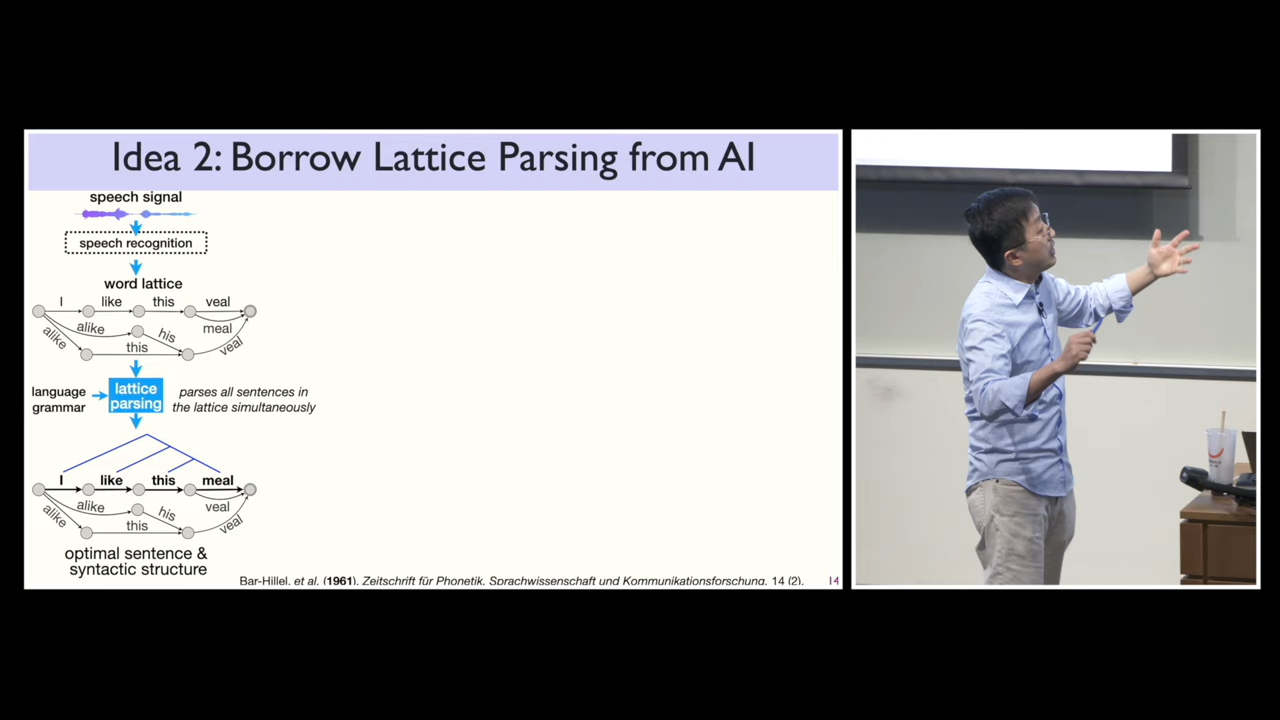 Idea 2: Borrow Lattice Parsing from AI
speech signal
speech recognition
word lattice
I like this veal
alike his meal
alike this veal
language grammar
lattice parsing
parses all sentences in
the lattice simultaneously
I like this meal
alike his veal
alike this veal
optimal sentence &
syntactic structure
Bar-Hillel, et al. (1961). Zeitschrift für Phonetik, Sprachwissenschaft und Kommunikationsforschung, 14 (2).
14